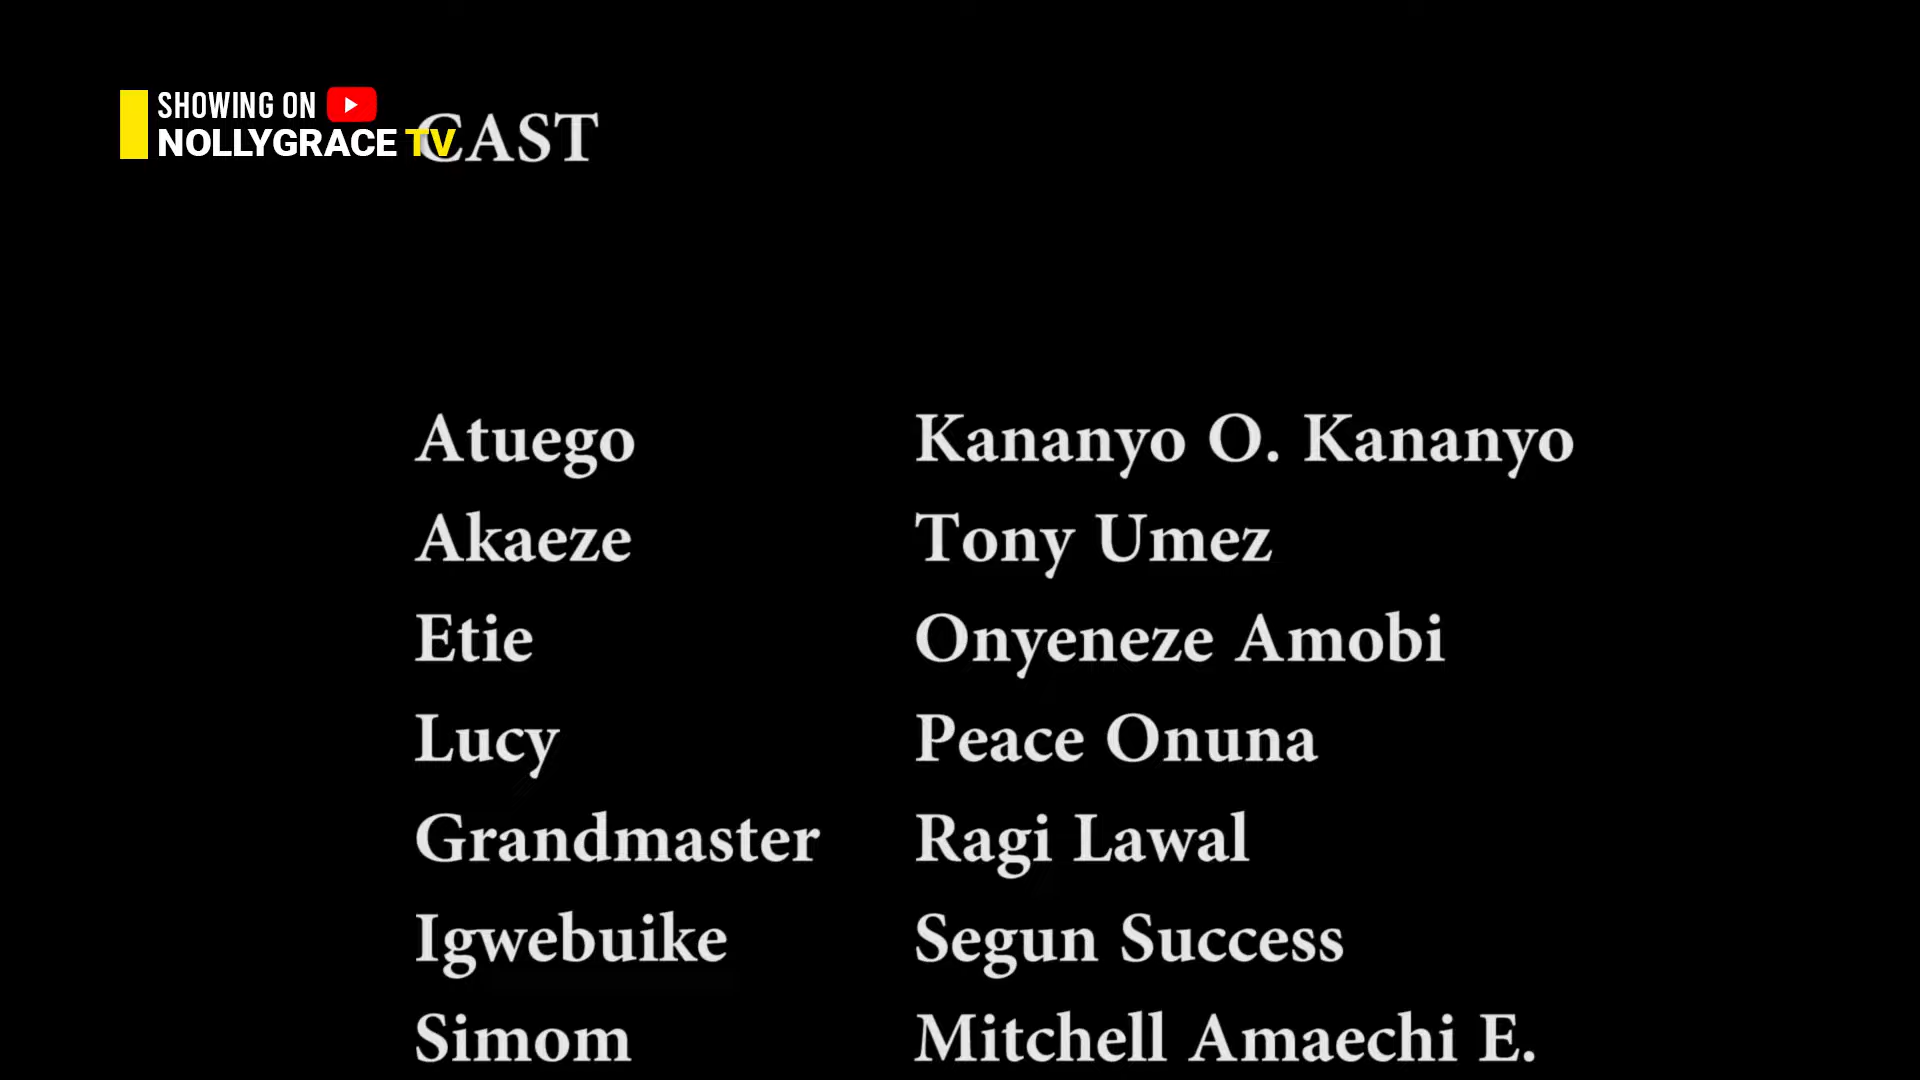 SHOWING ON
NOLLYGRACE TV
CAST
Atuego Kananyo O. Kananyo
Akaeze Tony Umez
Etie Onyeneze Amobi
Lucy Peace Onuna
Grandmaster Ragi Lawal
Igwebuike Segun Success
Simom Mitchell Amaechi E.